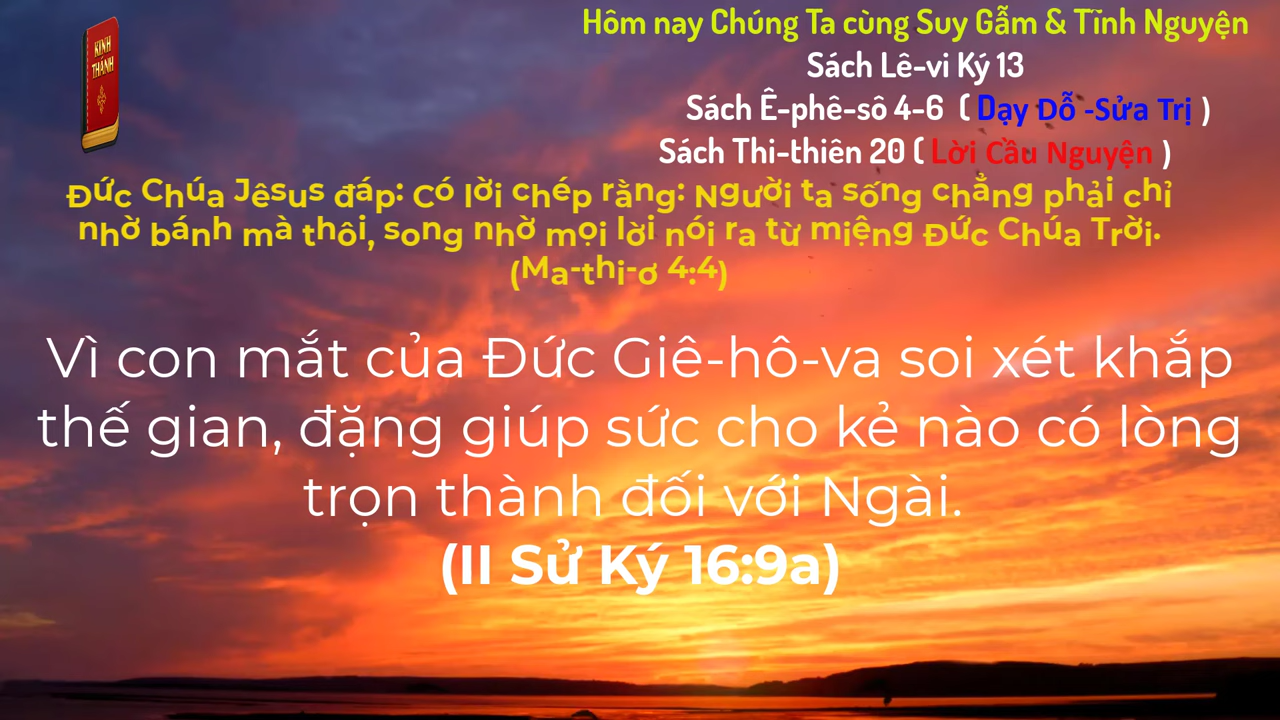 KINH
THÁNH
Hôm nay Chúng Ta cùng Suy Gẫm & Tĩnh Nguyện
Sách Lê-vi Ký 13
Sách Ê-phê-sô 4-6 ( Dạy Đỗ -Sửa Trị )
Sách Thi-thiên 20 ( Lời Cầu Nguyện )
Đức Chúa Jêsus đáp: Có lời chép rằng: Người ta sống chẳng phải chỉ
nhờ bánh mà thôi, song nhờ mọi lời nói ra từ miệng Đức Chúa Trời.
(Ma-thi-ơ 4:4)
Vì con mắt của Đức Giê-hô-va soi xét khắp
thế gian, đặng giúp sức cho kẻ nào có lòng
trọn thành đối với Ngài.
(II Sử Ký 16:9a)